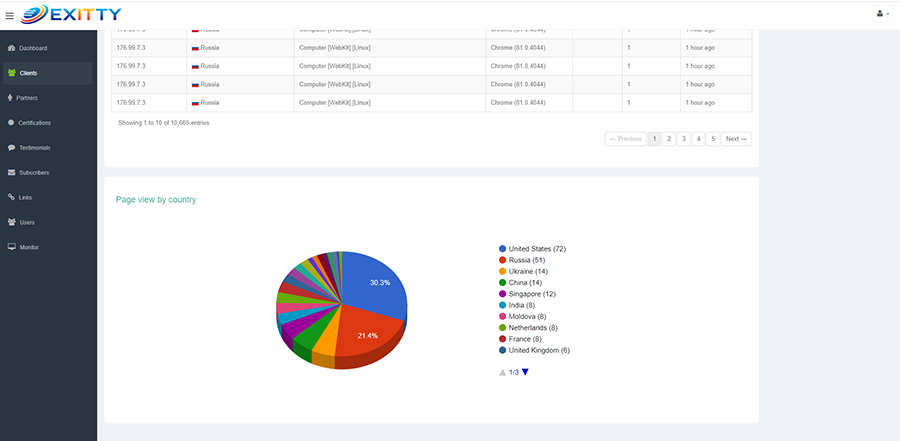 EXITTY
Dashboard
Clients
Partners
Certifications
Testimonials
Subscribers
Links
Users
Monitor
176.99.7.3 Russia Computer [WebKit] [Linux] Chrome (81.0.4044) 1 1 hour ago
176.99.7.3 Russia Computer [WebKit] [Linux] Chrome (81.0.4044) 1 1 hour ago
176.99.7.3 Russia Computer [WebKit] [Linux] Chrome (81.0.4044) 1 1 hour ago
176.99.7.3 Russia Computer [WebKit] [Linux] Chrome (81.0.4044) 1 1 hour ago
176.99.7.3 Russia Computer [WebKit] [Linux] Chrome (81.0.4044) 1 1 hour ago
Showing 1 to 10 of 10,665 entries
← Previous 1 2 3 4 5 Next →
Page view by country
30.3%
21.4%
United States (72)
Russia (51)
Ukraine (14)
China (14)
Singapore (12)
India (8)
Moldova (8)
Netherlands (8)
France (8)
United Kingdom (6)
1/3